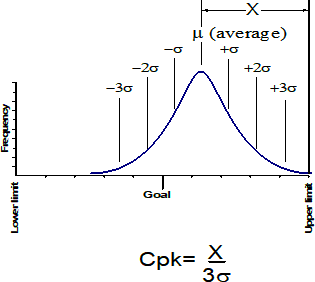 X
μ (average)
−σ +σ
−2σ +2σ
−3σ +3σ
Frequency
Lower limit
Goal
Upper limit
Cpk= X
3σ